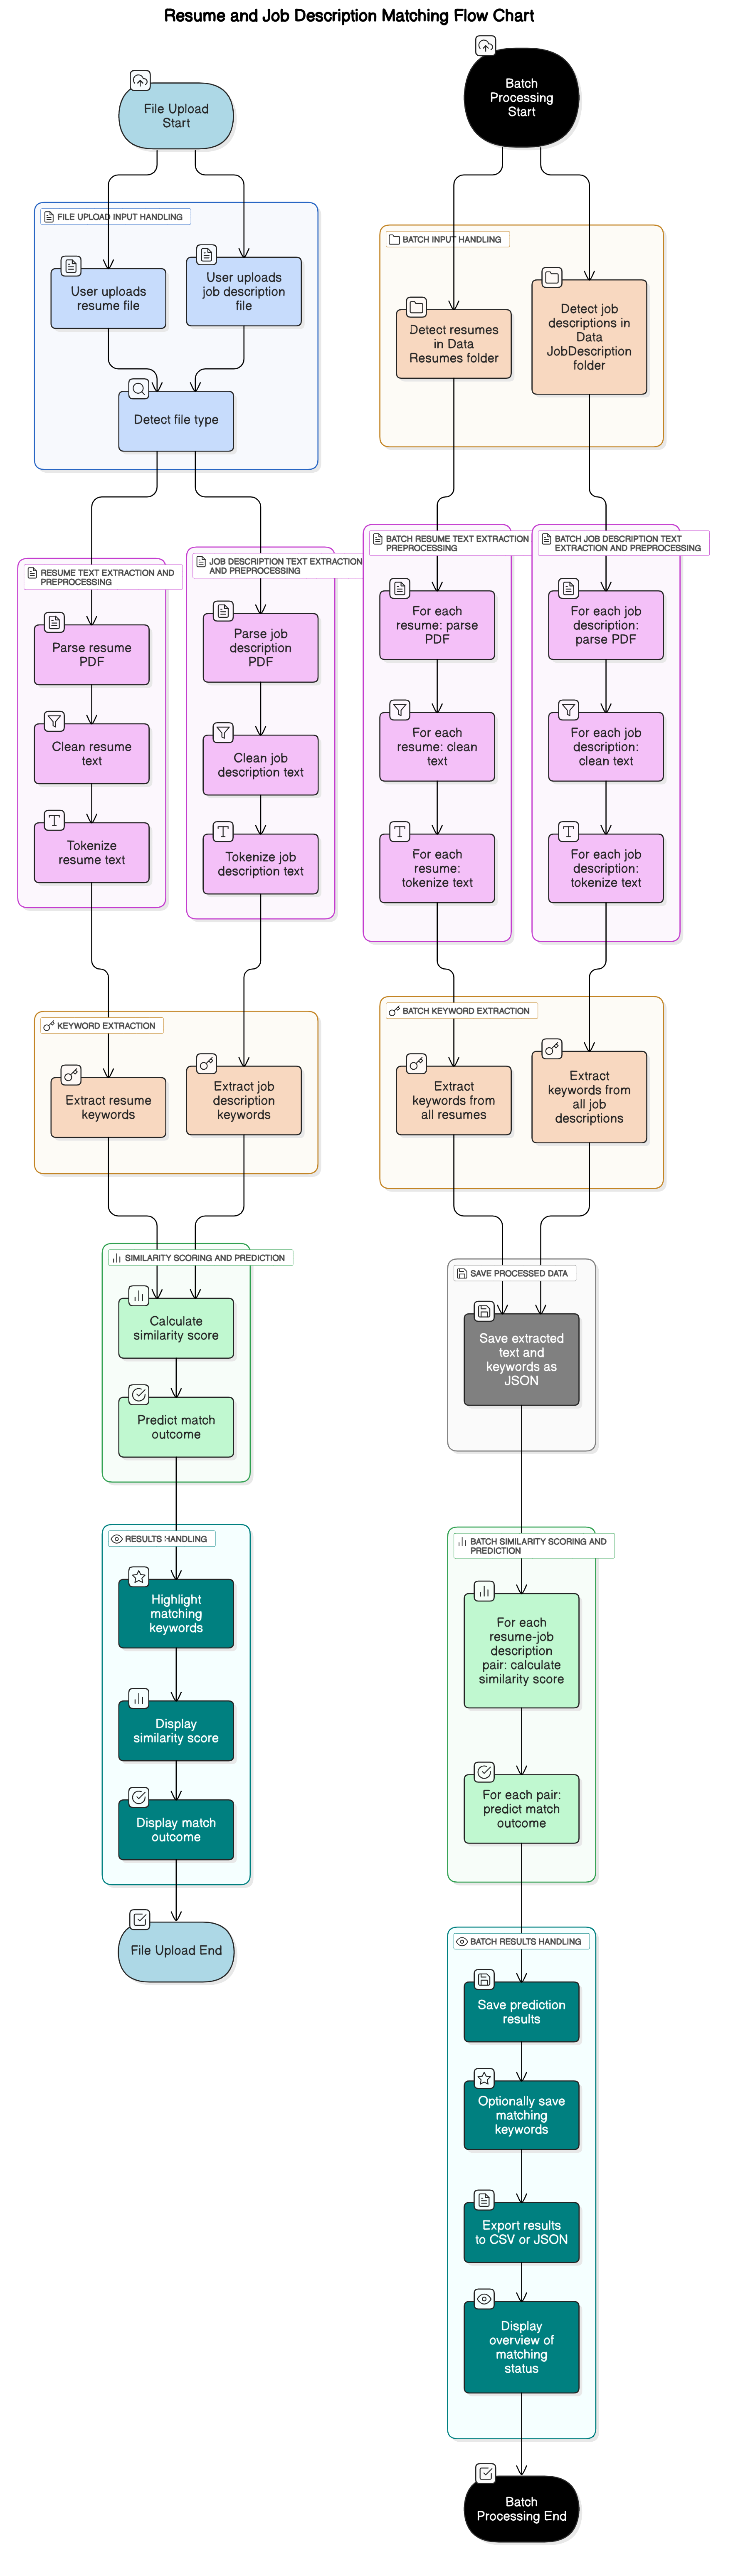 Resume and Job Description Matching Flow Chart
File Upload
Start
FILE UPLOAD INPUT HANDLING
User uploads
resume file
User uploads
job description
file
Detect file type
RESUME TEXT EXTRACTION AND
PREPROCESSING
Parse resume
PDF
Clean resume
text
Tokenize
resume text
JOB DESCRIPTION TEXT EXTRACTION
AND PREPROCESSING
Parse job
description
PDF
Clean job
description text
Tokenize job
description text
KEYWORD EXTRACTION
Extract resume
keywords
Extract job
description
keywords
SIMILARITY SCORING AND PREDICTION
Calculate
similarity score
Predict match
outcome
RESULTS HANDLING
Highlight
matching
keywords
Display
similarity score
Display match
outcome
File Upload End
Batch
Processing
Start
BATCH INPUT HANDLING
Detect resumes
in Data
Resumes folder
Detect job
descriptions in
Data
JobDescription
folder
BATCH RESUME TEXT EXTRACTION
PREPROCESSING
For each
resume: parse
PDF
For each
resume: clean
text
For each
resume:
tokenize text
BATCH JOB DESCRIPTION TEXT
EXTRACTION AND PREPROCESSING
For each job
description:
parse PDF
For each job
description:
clean text
For each job
description:
tokenize text
BATCH KEYWORD EXTRACTION
Extract
keywords from
all resumes
Extract
keywords from
all job
descriptions
SAVE PROCESSED DATA
Save extracted
text and
keywords as
JSON
BATCH SIMILARITY SCORING AND
PREDICTION
For each
resume-job
description
pair: calculate
similarity score
For each pair:
predict match
outcome
BATCH RESULTS HANDLING
Save prediction
results
Optionally save
matching
keywords
Export results
to CSV or JSON
Display
overview of
matching
status
Batch
Processing End